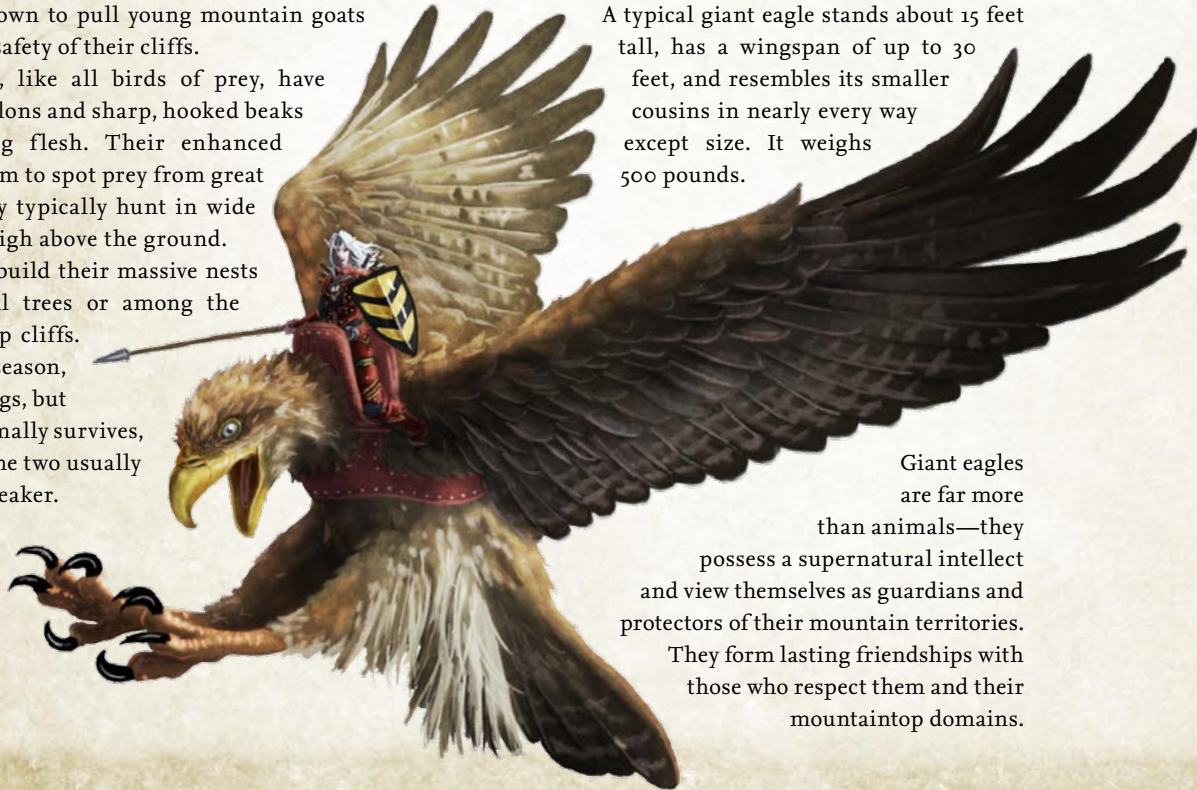 own to pull young mountain goats
safety of their cliffs.
, like all birds of prey, have
lons and sharp, hooked beaks
g flesh. Their enhanced
m to spot prey from great
y typically hunt in wide
igh above the ground.
build their massive nests
ll trees or among the
p cliffs.
season,
gs, but
mally survives,
he two usually
eaker.
A typical giant eagle stands about 15 feet
tall, has a wingspan of up to 30
feet, and resembles its smaller
cousins in nearly every way
except size. It weighs
500 pounds.
Giant eagles
are far more
than animals—they
possess a supernatural intellect
and view themselves as guardians and
protectors of their mountain territories.
They form lasting friendships with
those who respect them and their
mountaintop domains.